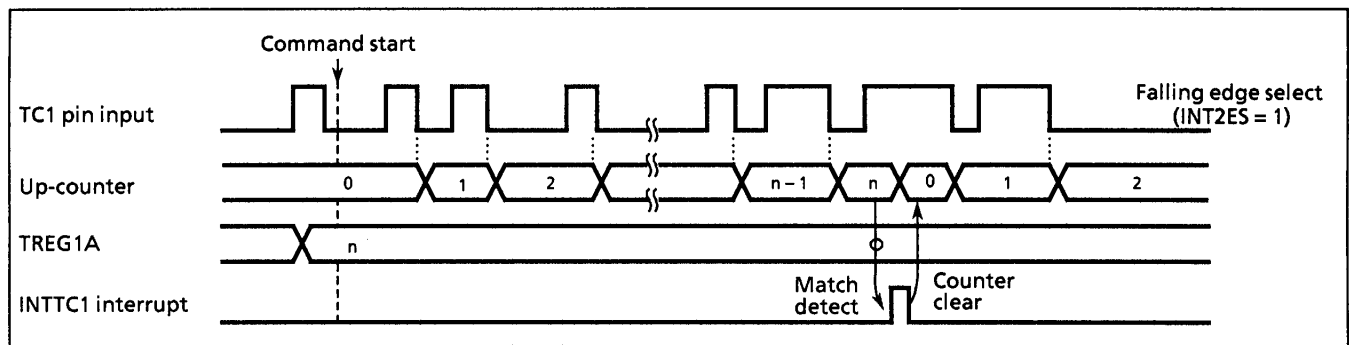 Command start
TC1 pin input
Falling edge select
(INT2ES = 1)
Up-counter
0 1 2 n – 1 n 0 1 2
TREG1A
n
Match
detect
Counter
clear
INTTC1 interrupt